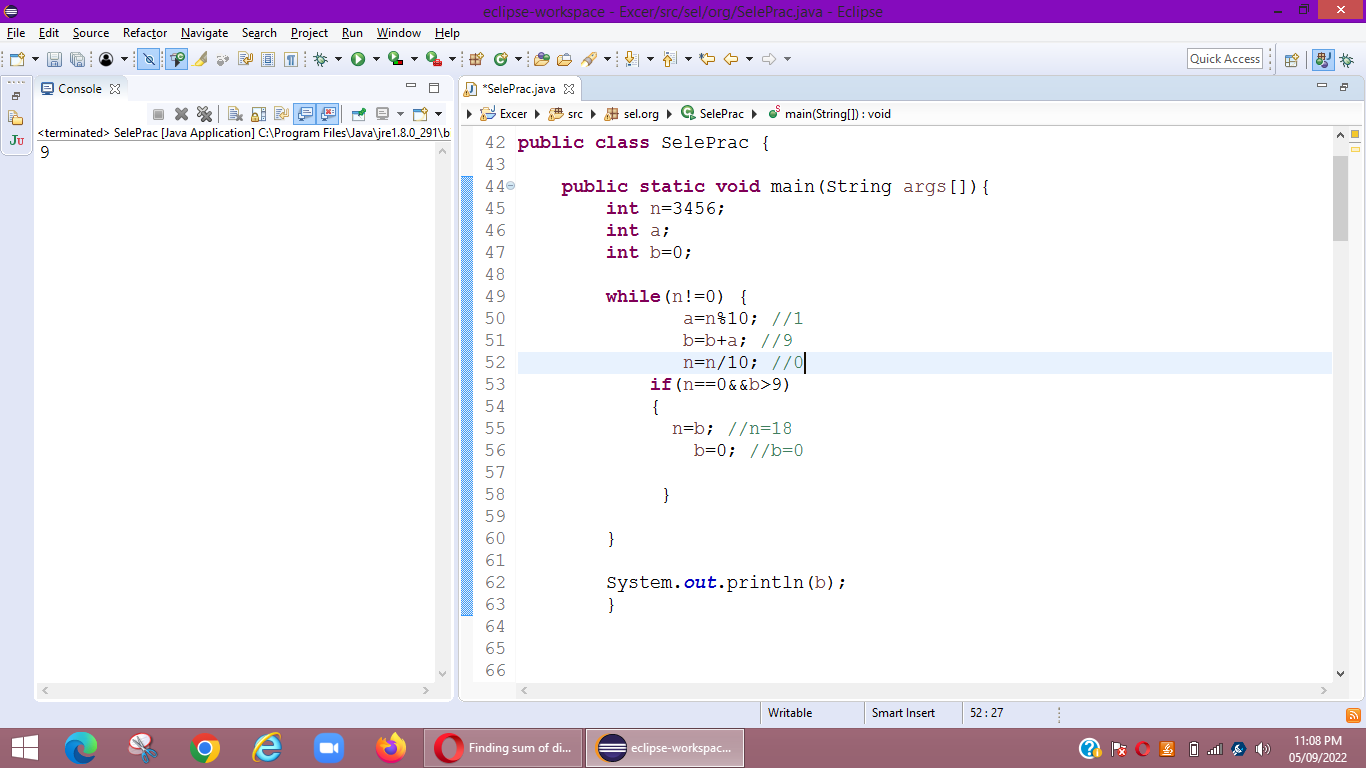 eclipse-workspace - Excer/src/sel/org/SelePrac.java - Eclipse
File Edit Source Refactor Navigate Search Project Run Window Help
Quick Access
Console
*SelePrac.java
Excer src sel.org SelePrac main(String[]) : void
<terminated> SelePrac [Java Application] C:\Program Files\Java\jre1.8.0_291\b
9
42 public class SelePrac {
43
44 public static void main(String args[]){
45 int n=3456;
46 int a;
47 int b=0;
48
49 while(n!=0) {
50 a=n%10; //1
51 b=b+a; //9
52 n=n/10; //0
53 if(n==0&&b>9)
54 {
55 n=b; //n=18
56 b=0; //b=0
57
58 }
59
60 }
61
62 System.out.println(b);
63 }
64
65
66
Writable Smart Insert 52 : 27
Finding sum of di...
eclipse-workspac...
11:08 PM
05/09/2022